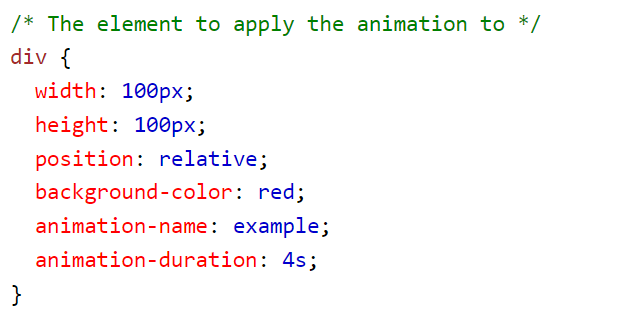 /* The element to apply the animation to */
div {
  width: 100px;
  height: 100px;
  position: relative;
  background-color: red;
  animation-name: example;
  animation-duration: 4s;
}